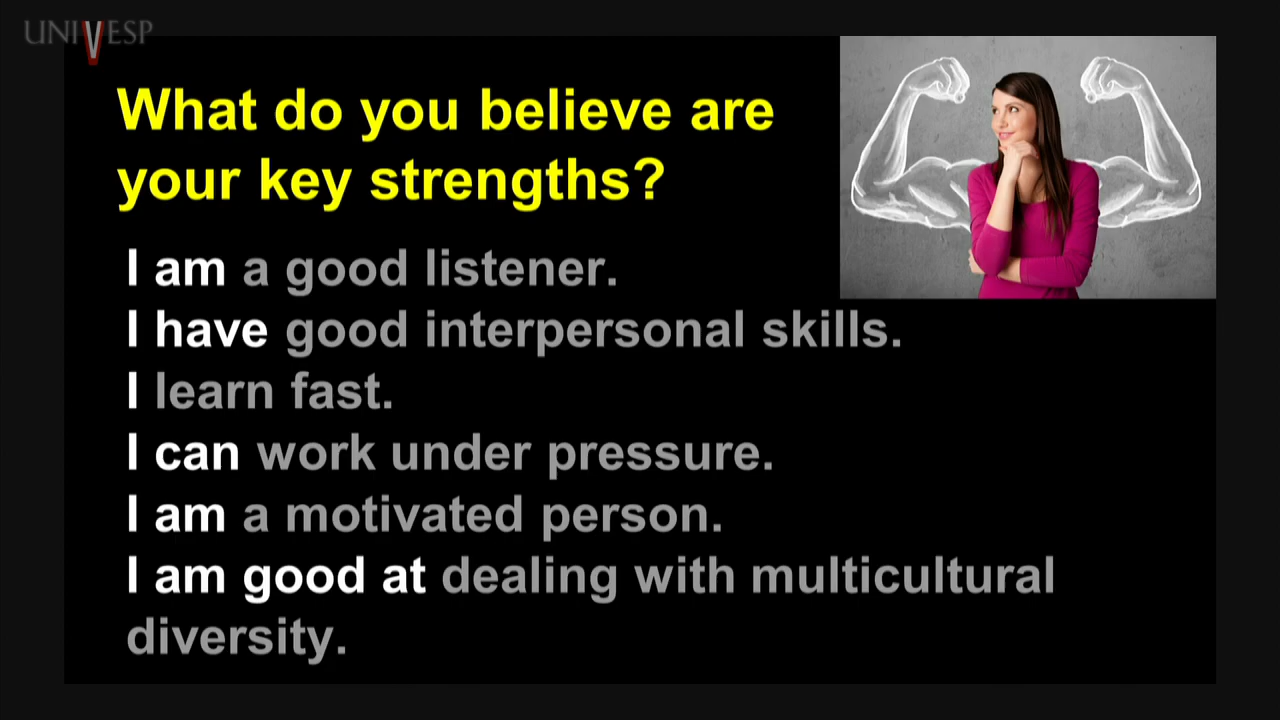 UNIVESP
What do you believe are
your key strengths?
I am a good listener.
I have good interpersonal skills.
I learn fast.
I can work under pressure.
I am a motivated person.
I am good at dealing with multicultural
diversity.